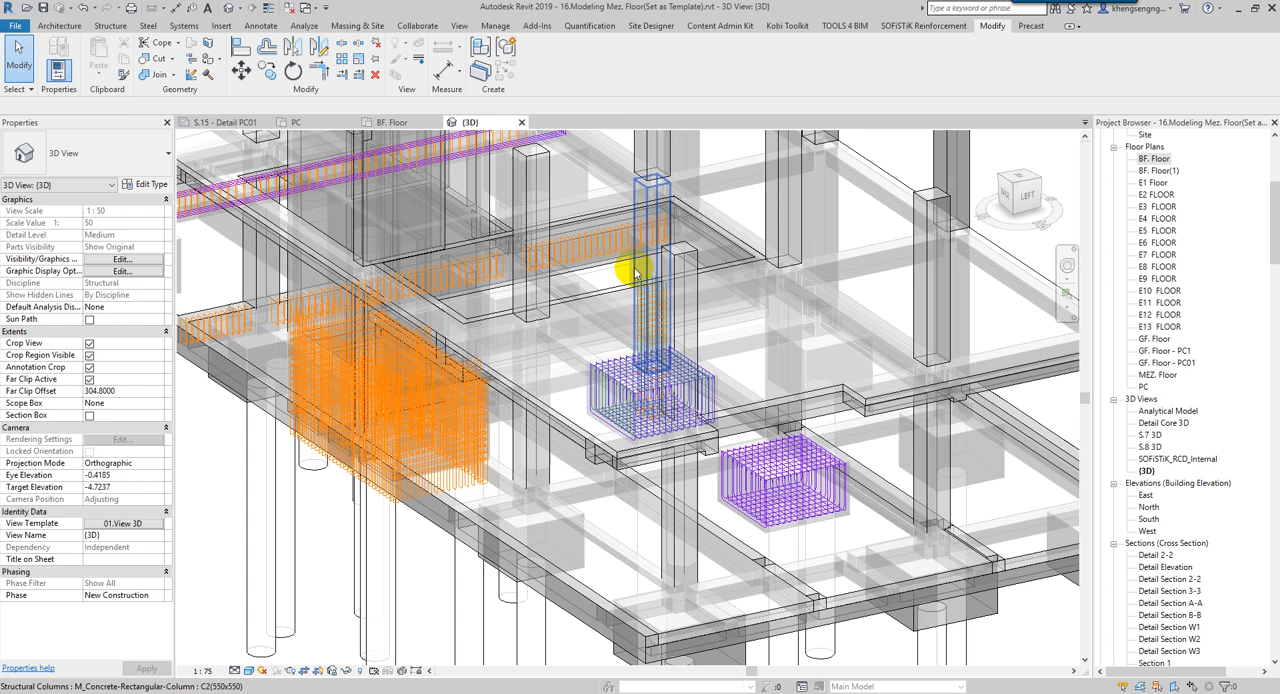 Autodesk Revit 2019 - 16.Modeling Mez. Floor(Set as Template).rvt - 3D View: {3D}
Type a keyword or phrase
khengsengng...
File Architecture Structure Steel Systems Insert Annotate Analyze Massing & Site Collaborate View Manage Add-Ins Quantification Site Designer Content Admin Kit Kobi Toolkit TOOLS 4 BIM SOFiSTiK Reinforcement Modify Precast
Modify
Paste
Cope
Cut
Join
Select Properties Clipboard Geometry Modify View Measure Create
Properties
3D View
3D View: {3D}
Edit Type
Graphics
View Scale 1 : 50
Scale Value 1: 50
Detail Level Medium
Parts Visibility Show Original
Visibility/Graphics ... Edit...
Graphic Display Opt... Edit...
Discipline Structural
Show Hidden Lines By Discipline
Default Analysis Dis... None
Sun Path
Extents
Crop View
Crop Region Visible
Annotation Crop
Far Clip Active
Far Clip Offset 304.8000
Scope Box None
Section Box
Camera
Rendering Settings Edit...
Locked Orientation
Projection Mode Orthographic
Eye Elevation -0.4185
Target Elevation -4.7237
Camera Position Adjusting
Identity Data
View Template 01.View 3D
View Name {3D}
Dependency Independent
Title on Sheet
Phasing
Phase Filter Show All
Phase New Construction
Properties help
Apply
S.15 - Detail PC01
PC
BF. Floor
{3D}
LEFT
1 : 75
Project Browser - 16.Modeling Mez. Floor(Set a...
Site
Floor Plans
BF. Floor
BF. Floor(1)
E1 Floor
E2 FLOOR
E3 FLOOR
E4 FLOOR
E5 FLOOR
E6 FLOOR
E7 FLOOR
E8 FLOOR
E9 FLOOR
E10 FLOOR
E11 FLOOR
E12 FLOOR
E13 FLOOR
GF. Floor
GF. Floor - PC1
GF. Floor - PC01
MEZ. Floor
PC
3D Views
Analytical Model
Detail Core 3D
S.7 3D
S.8 3D
SOFiSTiK_RCD_Internal
{3D}
Elevations (Building Elevation)
East
North
South
West
Sections (Cross Section)
Detail 2-2
Detail Elevation
Detail Section 2-2
Detail Section 3-3
Detail Section A-A
Detail Section B-B
Detail Section W1
Detail Section W2
Detail Section W3
Section 1
Structural Columns : M_Concrete-Rectangular-Column : C2(550x550)
:0
Main Model
:0